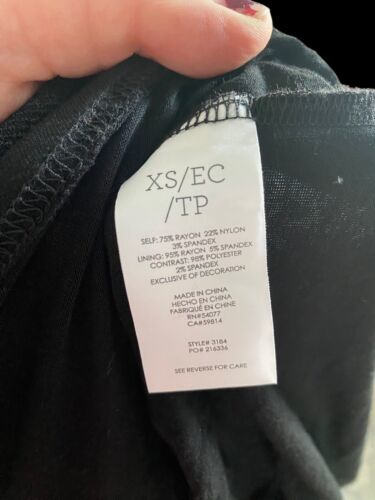 XS/EC
/TP
SELF: 75% RAYON 22% NYLON
3% SPANDEX
LINING: 95% RAYON 5% SPANDEX
CONTRAST: 98% POLYESTER
2% SPANDEX
EXCLUSIVE OF DECORATION
MADE IN CHINA
HECHO EN CHINA
FABRIQUÉ EN CHINE
RN#54077
CA#59814
STYLE# 3184
PO# 216336
SEE REVERSE FOR CARE